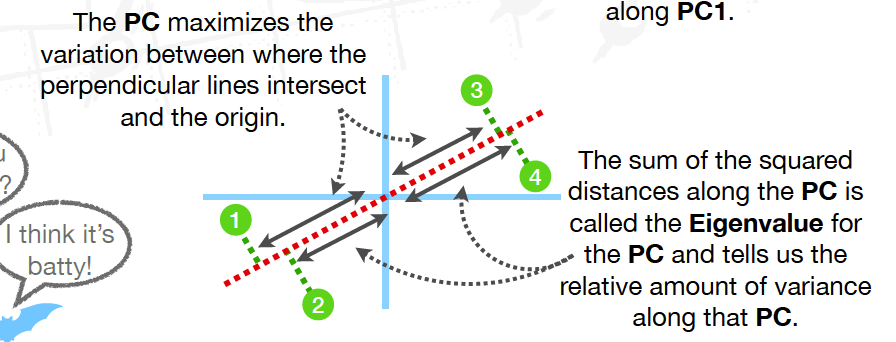 The PC maximizes the
variation between where the
perpendicular lines intersect
and the origin.
along PC1.
3
4
1
2
The sum of the squared
distances along the PC is
called the Eigenvalue for
the PC and tells us the
relative amount of variance
along that PC.
?
I think it's
batty!